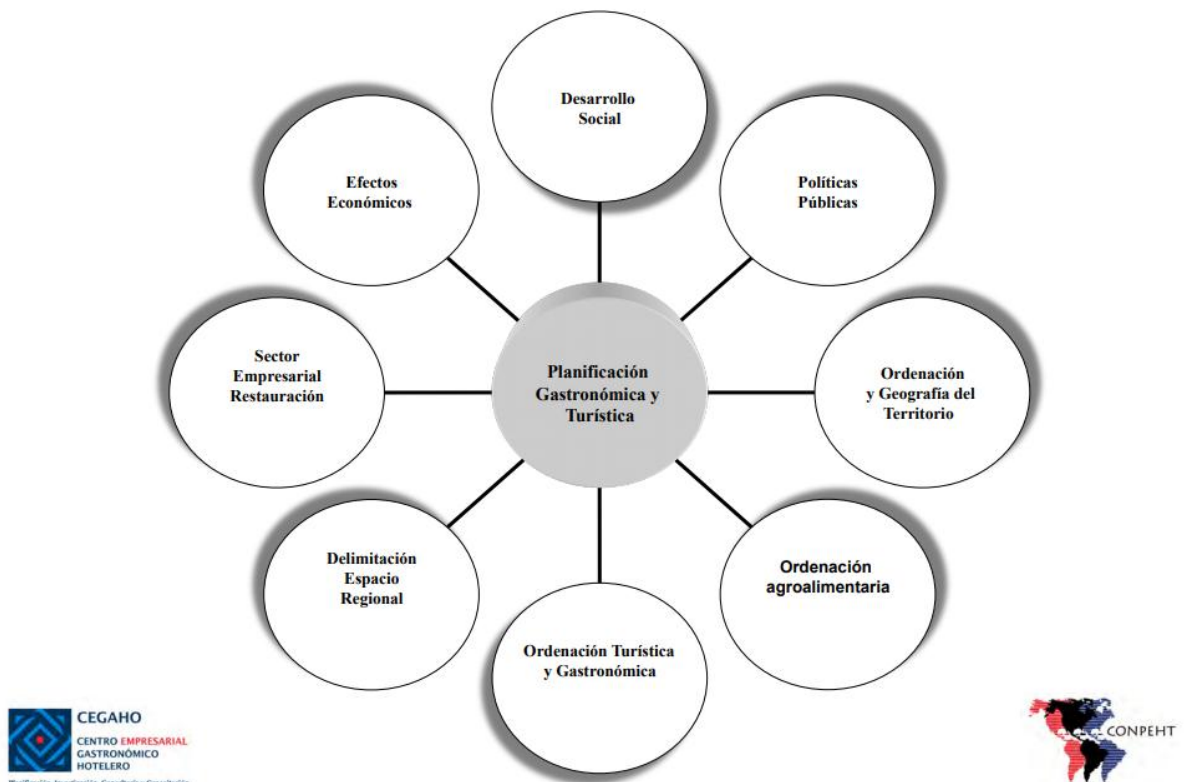 Desarrollo
Social
Efectos
Económicos
Políticas
Públicas
Sector
Empresarial
Restauración
Planificación
Gastronómica y
Turística
Ordenación
y Geografía del
Territorio
Delimitación
Espacio
Regional
Ordenación
agroalimentaria
Ordenación Turística
y Gastronómica
CEGAHO
CENTRO EMPRESARIAL
GASTRONÓMICO
HOTELERO
CONPEHT